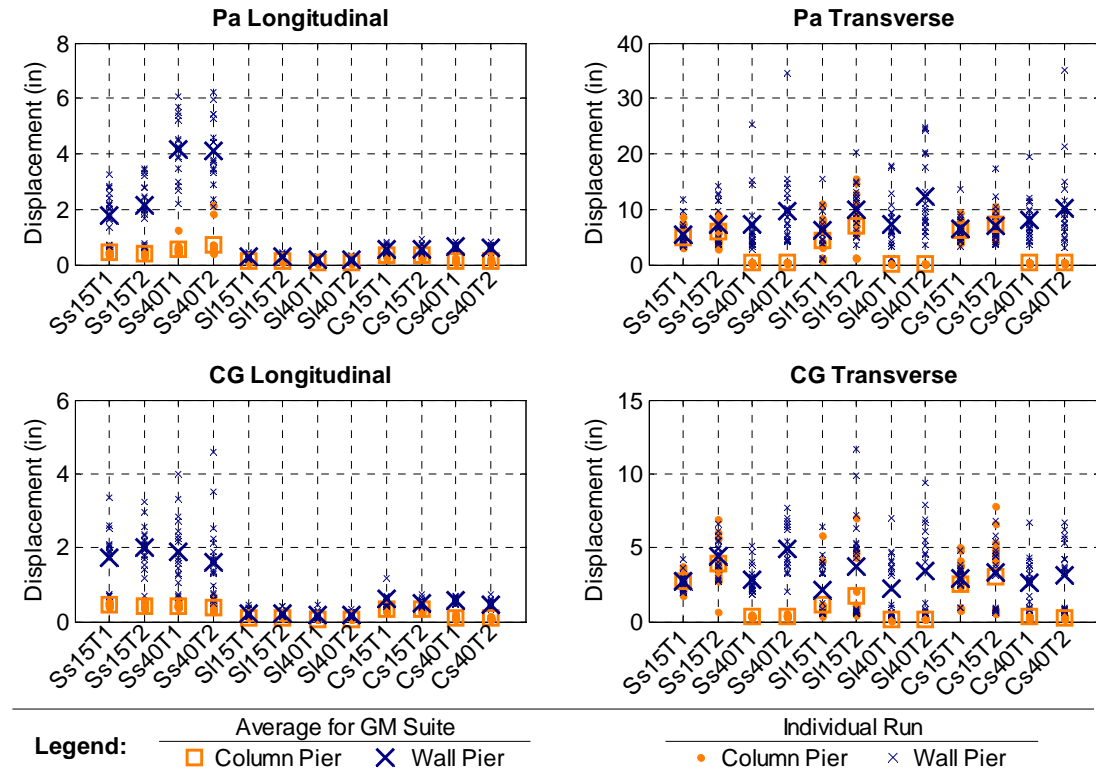 Pa Longitudinal
Displacement (in)
8
6
4
2
0
Ss15T1
Ss15T2
Ss40T1
Ss40T2
Sl15T1
Sl15T2
Sl40T1
Sl40T2
Cs15T1
Cs15T2
Cs40T1
Cs40T2
Pa Transverse
Displacement (in)
40
30
20
10
0
Ss15T1
Ss15T2
Ss40T1
Ss40T2
Sl15T1
Sl15T2
Sl40T1
Sl40T2
Cs15T1
Cs15T2
Cs40T1
Cs40T2
CG Longitudinal
Displacement (in)
6
4
2
0
Ss15T1
Ss15T2
Ss40T1
Ss40T2
Sl15T1
Sl15T2
Sl40T1
Sl40T2
Cs15T1
Cs15T2
Cs40T1
Cs40T2
CG Transverse
Displacement (in)
15
10
5
0
Ss15T1
Ss15T2
Ss40T1
Ss40T2
Sl15T1
Sl15T2
Sl40T1
Sl40T2
Cs15T1
Cs15T2
Cs40T1
Cs40T2
Legend:
Average for GM Suite
Column Pier
Wall Pier
Individual Run
Column Pier
Wall Pier